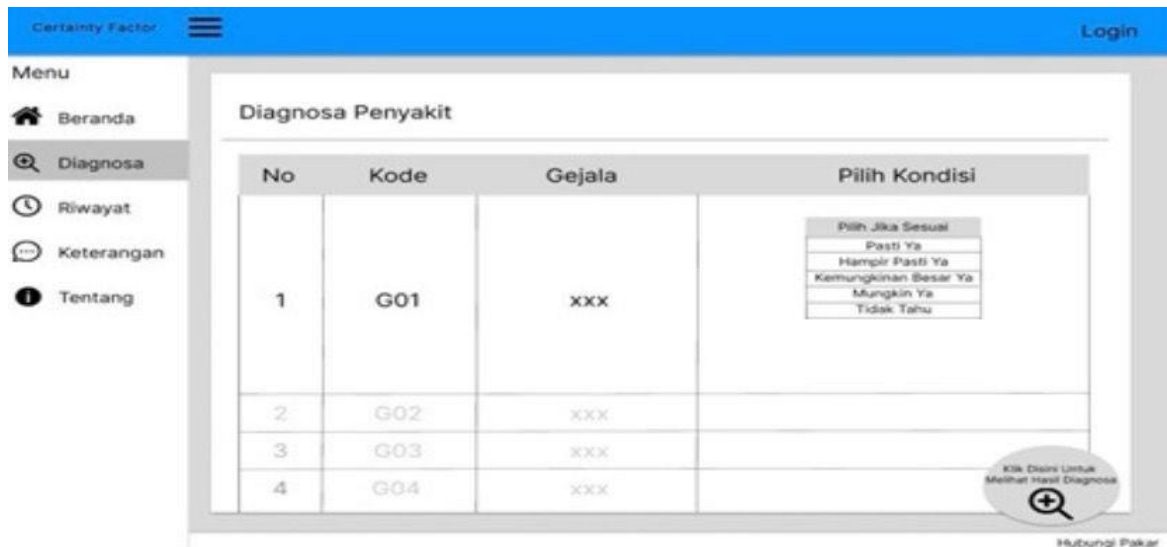 Certainty Factor
Login
Menu
Beranda
Diagnosa
Riwayat
Keterangan
Tentang
Diagnosa Penyakit
No Kode Gejala Pilih Kondisi
Pilih Jika Sesuai
Pasti Ya
Hampir Pasti Ya
Kemungkinan Besar Ya
Mungkin Ya
Tidak Tahu
1 G01 xxx
2 G02 xxx
3 G03 xxx
4 G04 xxx
Klik Disini Untuk
Melihat Hasil Diagnosa
Hubungi Pakar